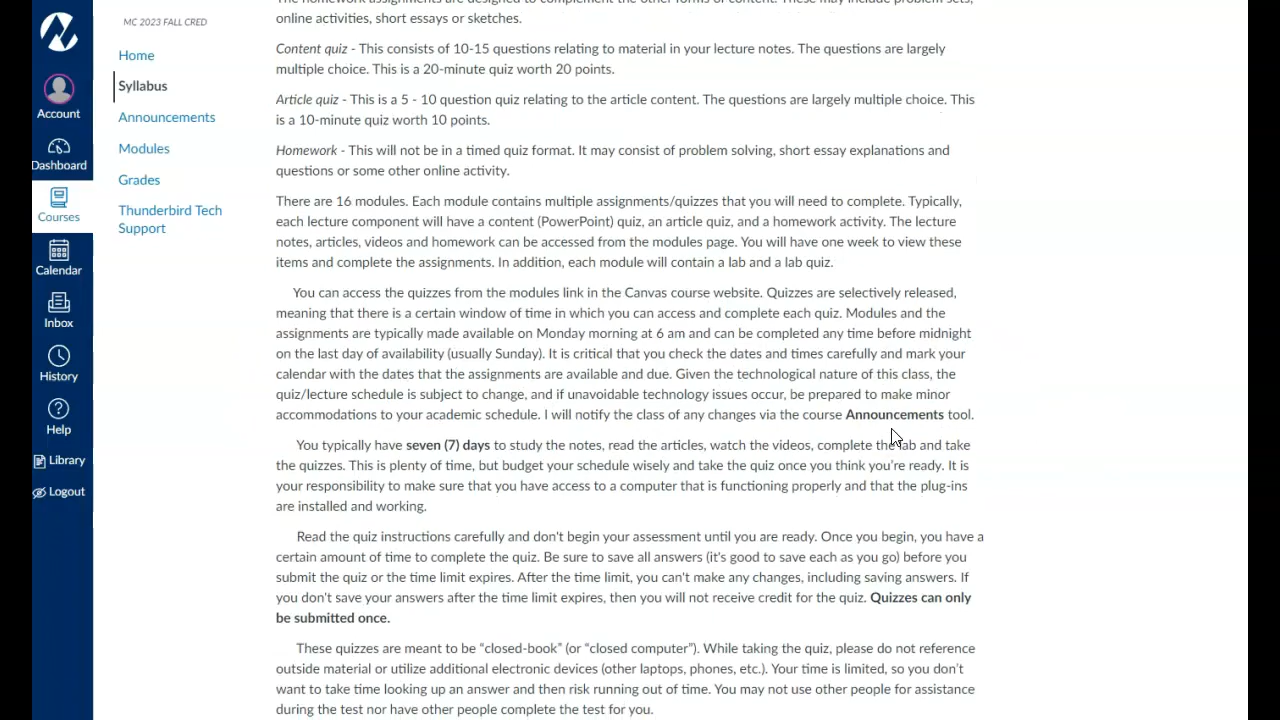 MC 2023 FALL CRED
Home
Syllabus
Announcements
Modules
Grades
Thunderbird Tech
Support
Account
Dashboard
Courses
Calendar
Inbox
History
Help
Library
Logout
The homework assignments are designed to complement the other forms of content. These may include problem sets,
online activities, short essays or sketches.
Content quiz - This consists of 10-15 questions relating to material in your lecture notes. The questions are largely
multiple choice. This is a 20-minute quiz worth 20 points.
Article quiz - This is a 5 - 10 question quiz relating to the article content. The questions are largely multiple choice. This
is a 10-minute quiz worth 10 points.
Homework - This will not be in a timed quiz format. It may consist of problem solving, short essay explanations and
questions or some other online activity.
There are 16 modules. Each module contains multiple assignments/quizzes that you will need to complete. Typically,
each lecture component will have a content (PowerPoint) quiz, an article quiz, and a homework activity. The lecture
notes, articles, videos and homework can be accessed from the modules page. You will have one week to view these
items and complete the assignments. In addition, each module will contain a lab and a lab quiz.
You can access the quizzes from the modules link in the Canvas course website. Quizzes are selectively released,
meaning that there is a certain window of time in which you can access and complete each quiz. Modules and the
assignments are typically made available on Monday morning at 6 am and can be completed any time before midnight
on the last day of availability (usually Sunday). It is critical that you check the dates and times carefully and mark your
calendar with the dates that the assignments are available and due. Given the technological nature of this class, the
quiz/lecture schedule is subject to change, and if unavoidable technology issues occur, be prepared to make minor
accommodations to your academic schedule. I will notify the class of any changes via the course Announcements tool.
You typically have seven (7) days to study the notes, read the articles, watch the videos, complete the lab and take
the quizzes. This is plenty of time, but budget your schedule wisely and take the quiz once you think you're ready. It is
your responsibility to make sure that you have access to a computer that is functioning properly and that the plug-ins
are installed and working.
Read the quiz instructions carefully and don't begin your assessment until you are ready. Once you begin, you have a
certain amount of time to complete the quiz. Be sure to save all answers (it's good to save each as you go) before you
submit the quiz or the time limit expires. After the time limit, you can't make any changes, including saving answers. If
you don't save your answers after the time limit expires, then you will not receive credit for the quiz. Quizzes can only
be submitted once.
These quizzes are meant to be “closed-book” (or “closed computer”). While taking the quiz, please do not reference
outside material or utilize additional electronic devices (other laptops, phones, etc.). Your time is limited, so you don’t
want to take time looking up an answer and then risk running out of time. You may not use other people for assistance
during the test nor have other people complete the test for you.